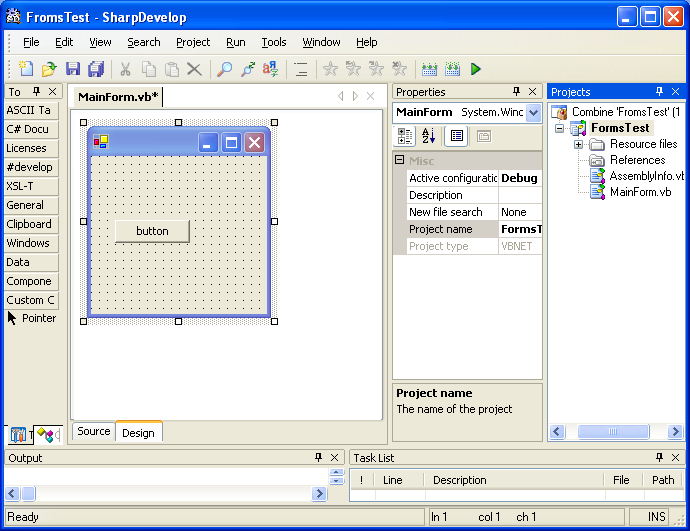 FromsTest - SharpDevelop
File Edit View Search Project Run Tools Window Help
To
ASCII Ta
C# Docu
Licenses
#develop
XSL-T
General
Clipboard
Windows
Data
Compone
Custom C
Pointer
MainForm.vb*
button
Source Design
Properties
MainForm System.Winc
Misc
Active configuratic Debug
Description
New file search None
Project name FormsT
Project type VBNET
Project name
The name of the project
Projects
Combine 'FromsTest' (1
FormsTest
Resource files
References
AssemblyInfo.vb
MainForm.vb
Output
Task List
! Line Description File Path
Ready ln 1 col 1 ch 1 INS